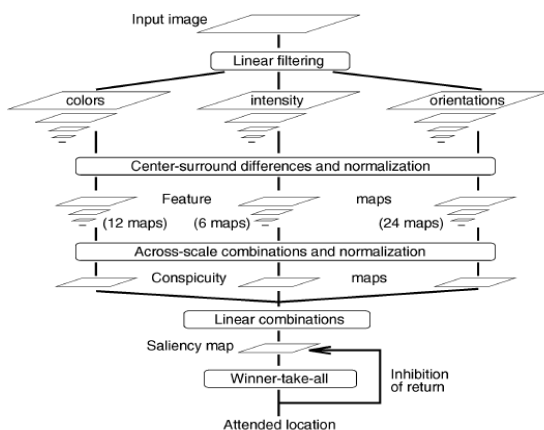 Input image
Linear filtering
colors intensity orientations
Center-surround differences and normalization
Feature maps
(12 maps) (6 maps) (24 maps)
Across-scale combinations and normalization
Conspicuity maps
Linear combinations
Saliency map
Winner-take-all
Inhibition
of return
Attended location